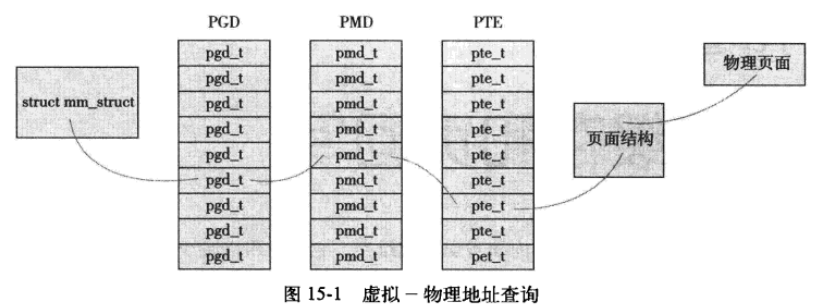 PGD PMD PTE
pgd_t pmd_t pte_t
pgd_t pmd_t pte_t
pgd_t pmd_t pte_t
pgd_t pmd_t pte_t
pgd_t pmd_t pte_t
pgd_t pmd_t pte_t
pgd_t pmd_t pte_t
pgd_t pmd_t pte_t
pgd_t pmd_t pet_t
struct mm_struct
页面结构
物理页面
图 15-1 虚拟－物理地址查询